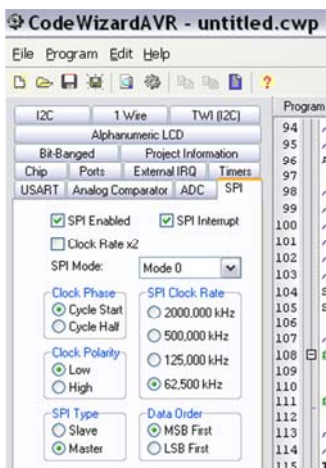 CodeWizardAVR - untitled.cwp
File Program Edit Help
I2C 1 Wire TWI (I2C)
Alphanumeric LCD
Bit-Banged Project Information
Chip Ports External IRQ Timers
USART Analog Comparator ADC SPI
SPI Enabled SPI Interrupt
Clock Rate x2
SPI Mode: Mode 0
Clock Phase SPI Clock Rate
Cycle Start 2000,000 kHz
Cycle Half 500,000 kHz
Clock Polarity 125,000 kHz
Low 62,500 kHz
High
SPI Type Data Order
Slave MSB First
Master LSB First
Program
94
95
96
97
98
99
100
101
102
103
104
105
106
107
108
109
110
111
112
113
114
115